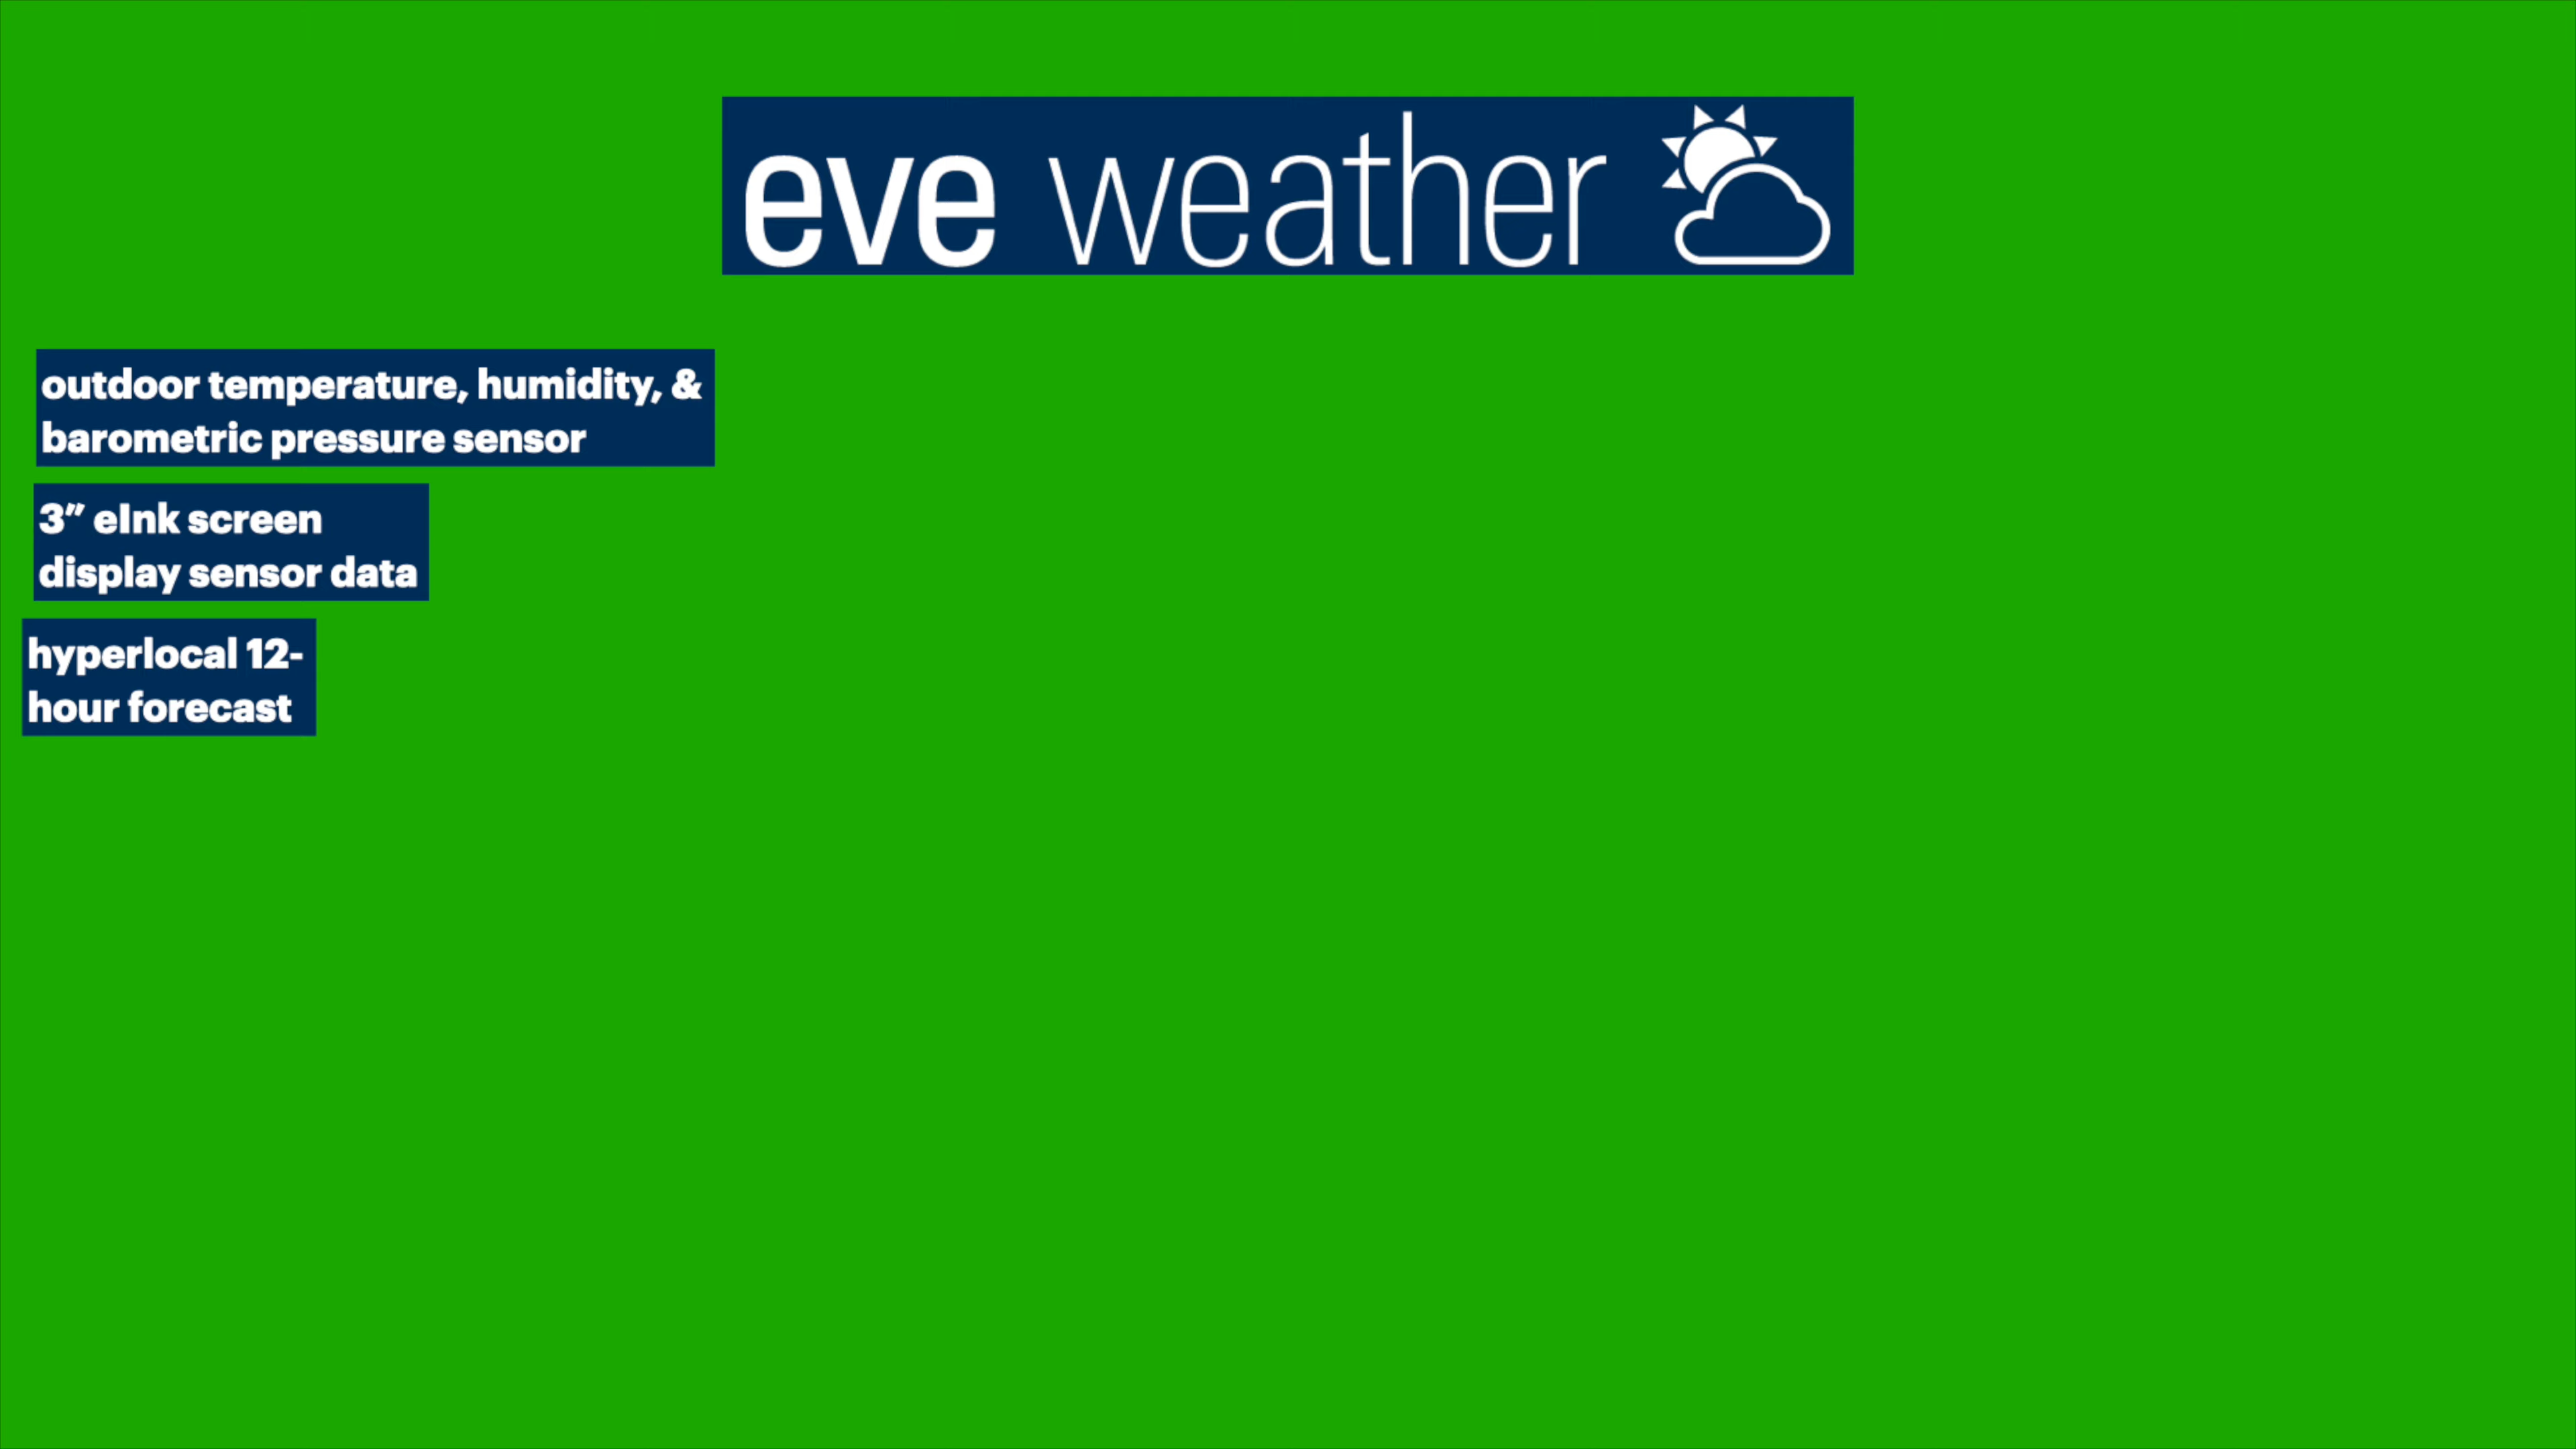 eve weather
outdoor temperature, humidity, &
barometric pressure sensor
3” eInk screen
display sensor data
hyperlocal 12-
hour forecast